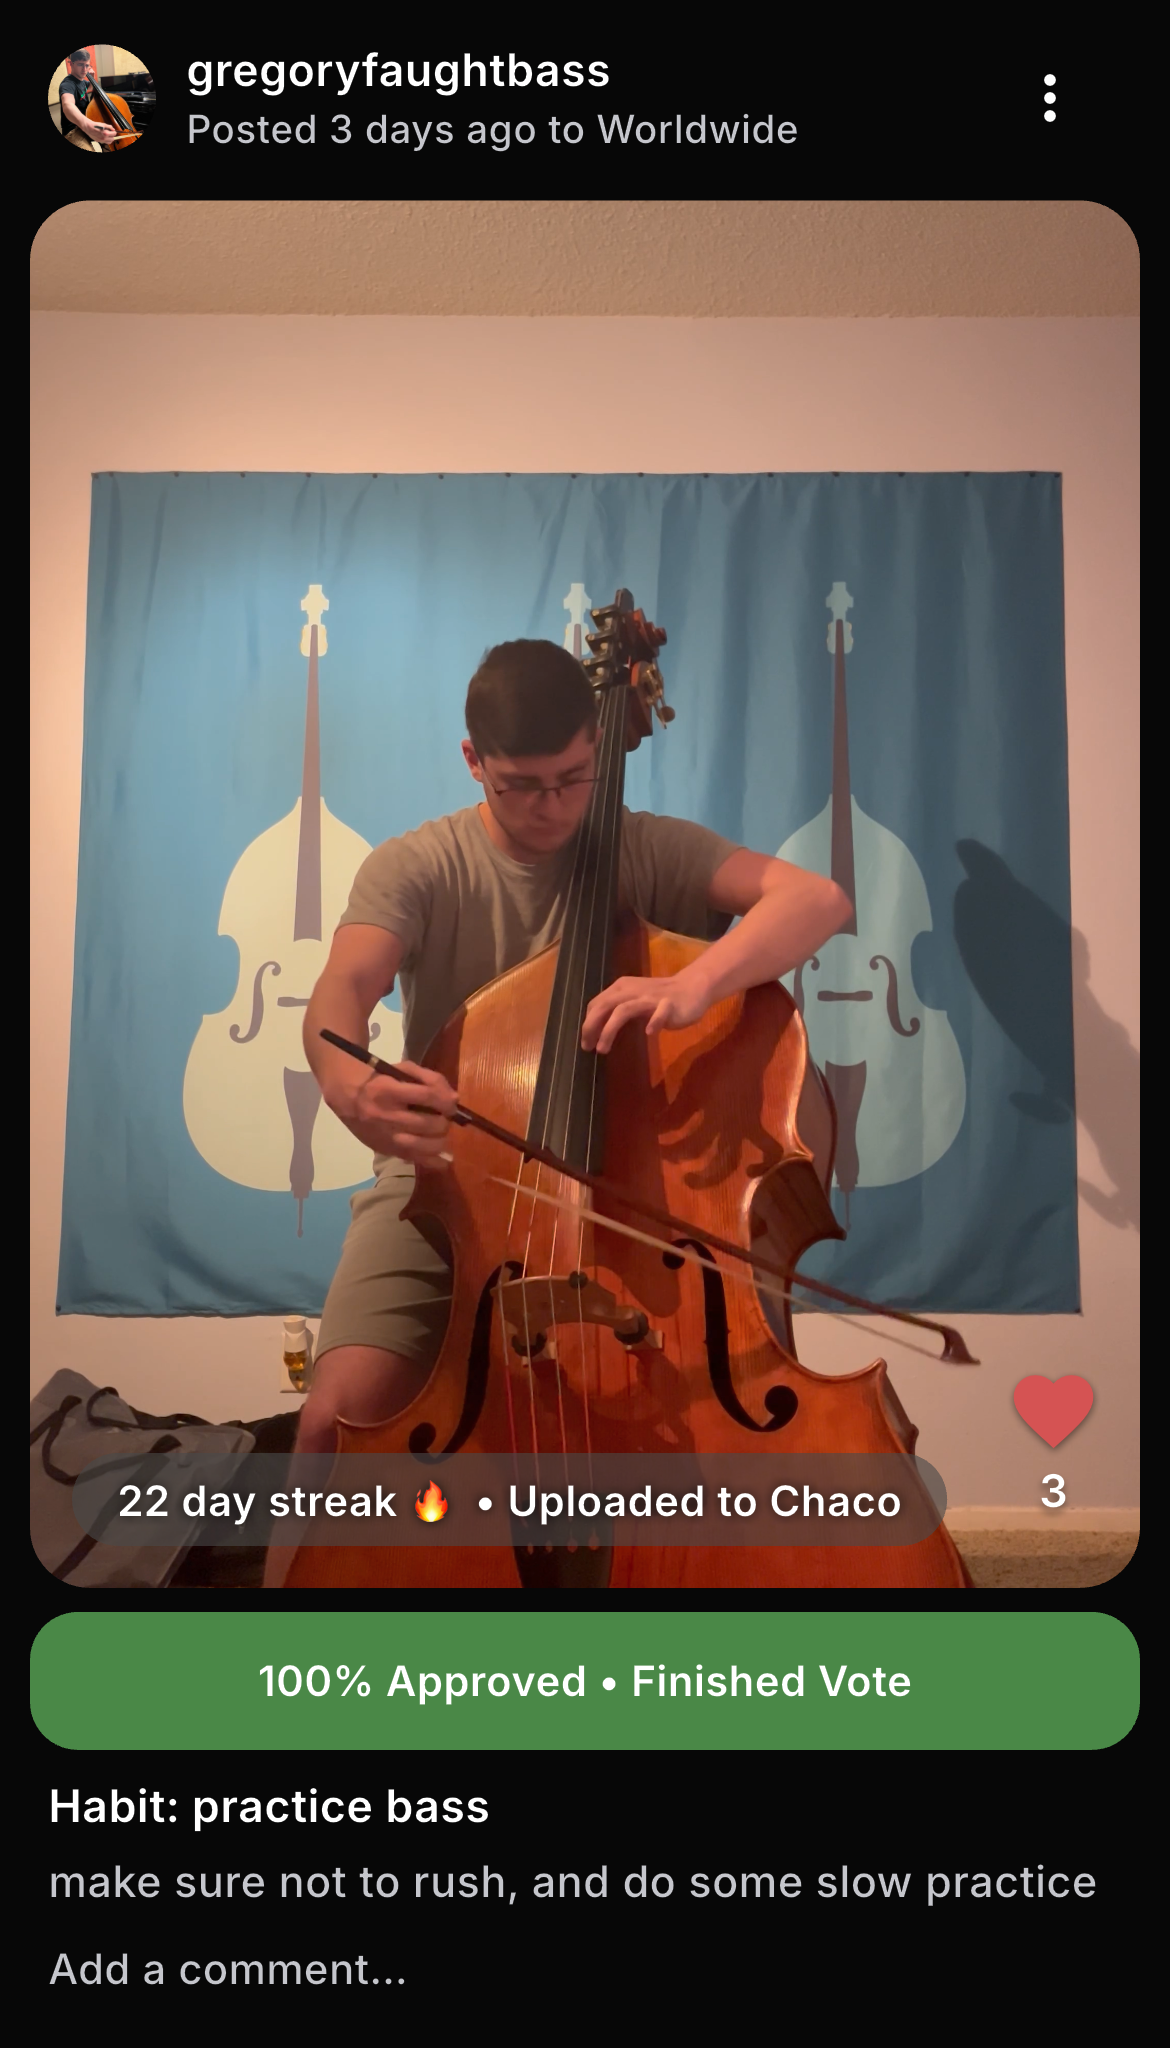 gregoryfaughtbass
Posted 3 days ago to Worldwide
22 day streak 🔥 • Uploaded to Chaco
3
100% Approved • Finished Vote
Habit: practice bass
make sure not to rush, and do some slow practice
Add a comment...